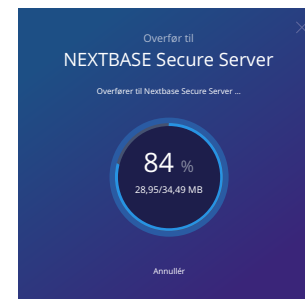 Overfør til
NEXTBASE Secure Server
Overfører til Nextbase Secure Server ...
84 %
28,95/34,49 MB
Annullér